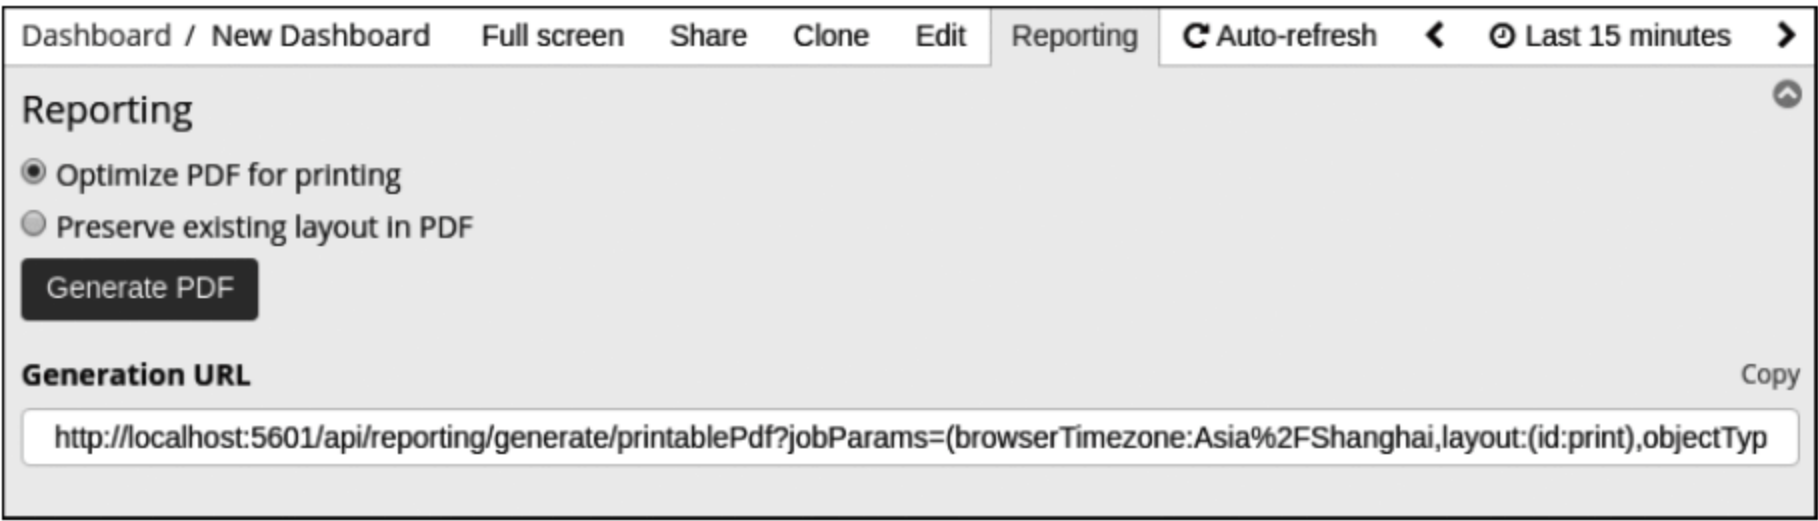 Dashboard / New Dashboard Full screen Share Clone Edit Reporting Auto-refresh Last 15 minutes
Reporting
Optimize PDF for printing
Preserve existing layout in PDF
Generate PDF
Generation URL Copy
http://localhost:5601/api/reporting/generate/printablePdf?jobParams=(browserTimezone:Asia%2FShanghai,layout:(id:print),objectTyp